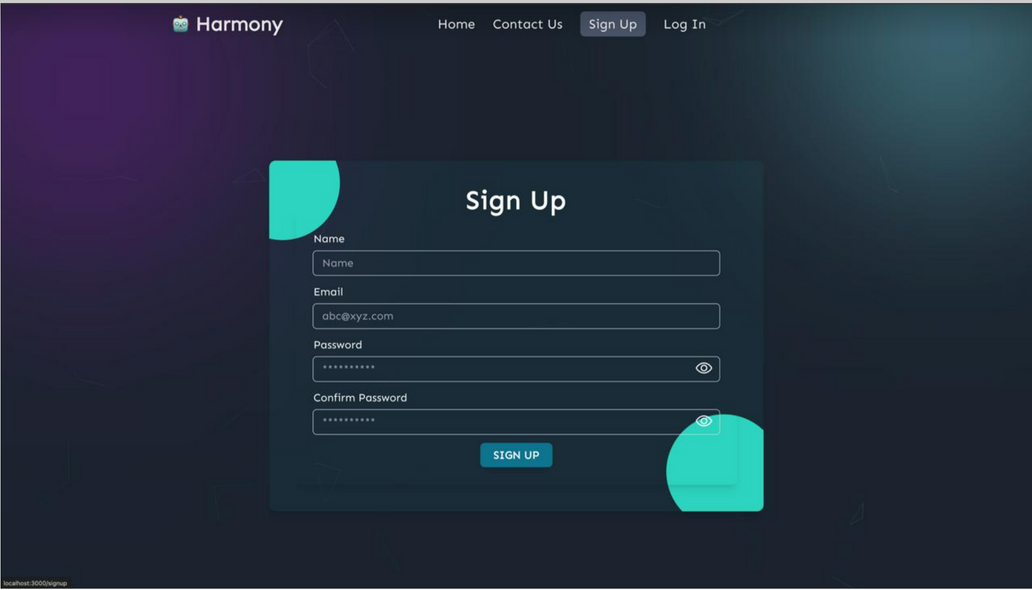 🤖 Harmony Home Contact Us Sign Up Log In
Sign Up
Name
Name
Email
abc@xyz.com
Password
**********
Confirm Password
**********
SIGN UP
localhost:3000/signup